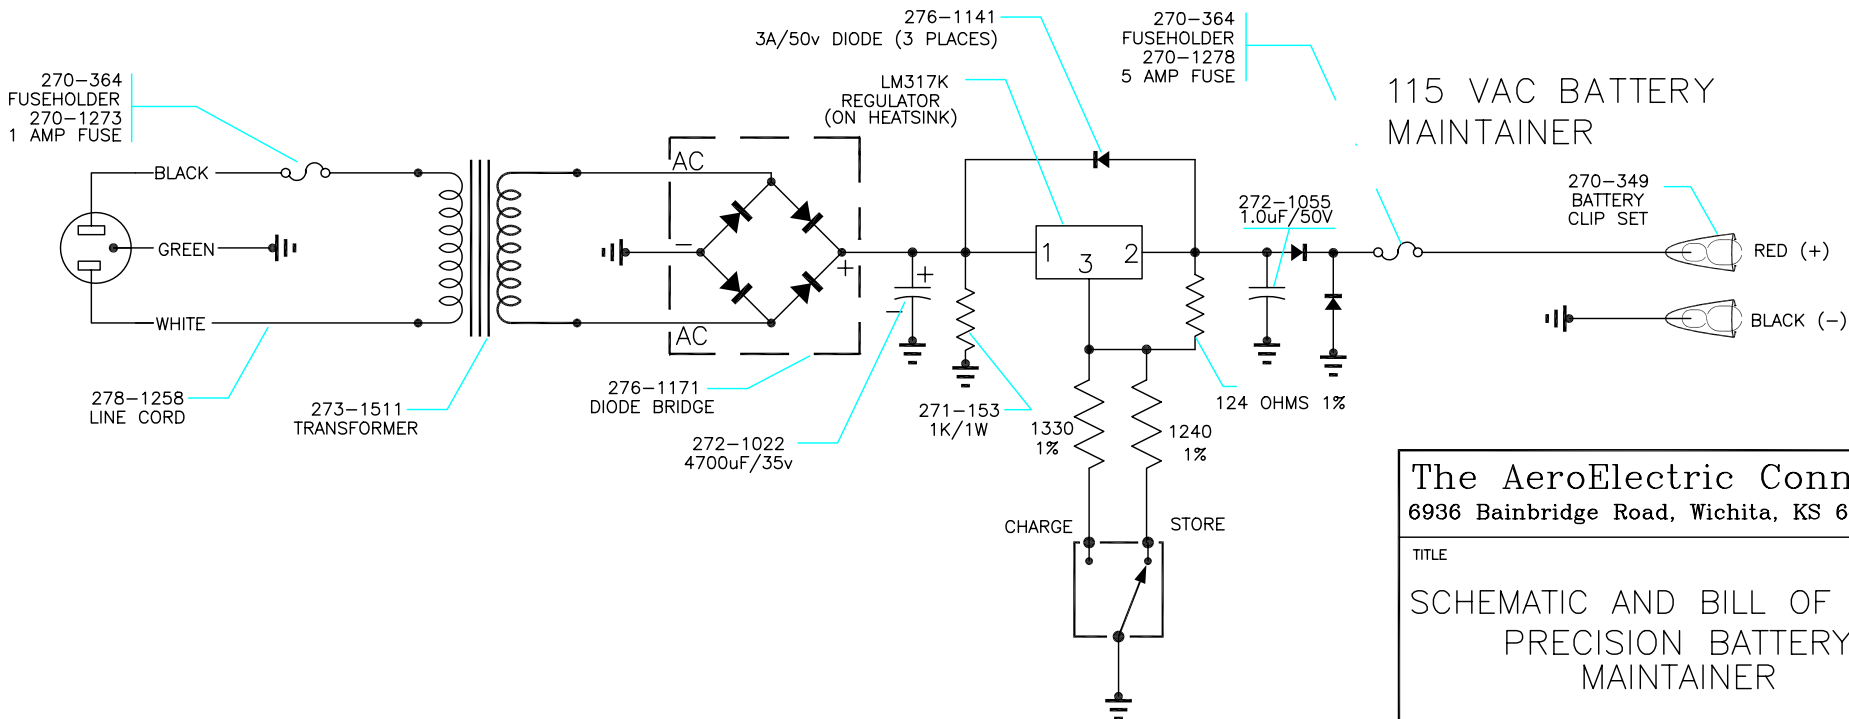 270-364
FUSEHOLDER
270-1273
1 AMP FUSE
BLACK
GREEN
WHITE
278-1258
LINE CORD
273-1511
TRANSFORMER
AC
AC
-
+
276-1171
DIODE BRIDGE
+
-
272-1022
4700uF/35v
271-153
1K/1W
276-1141
3A/50v DIODE (3 PLACES)
LM317K
REGULATOR
(ON HEATSINK)
1
2
3
124 OHMS 1%
1330
1%
1240
1%
CHARGE
STORE
272-1055
1.0uF/50V
270-364
FUSEHOLDER
270-1278
5 AMP FUSE
115 VAC BATTERY
MAINTAINER
270-349
BATTERY
CLIP SET
RED (+)
BLACK (-)
The AeroElectric Conn
6936 Bainbridge Road, Wichita, KS 6
TITLE
SCHEMATIC AND BILL OF
PRECISION BATTERY
MAINTAINER